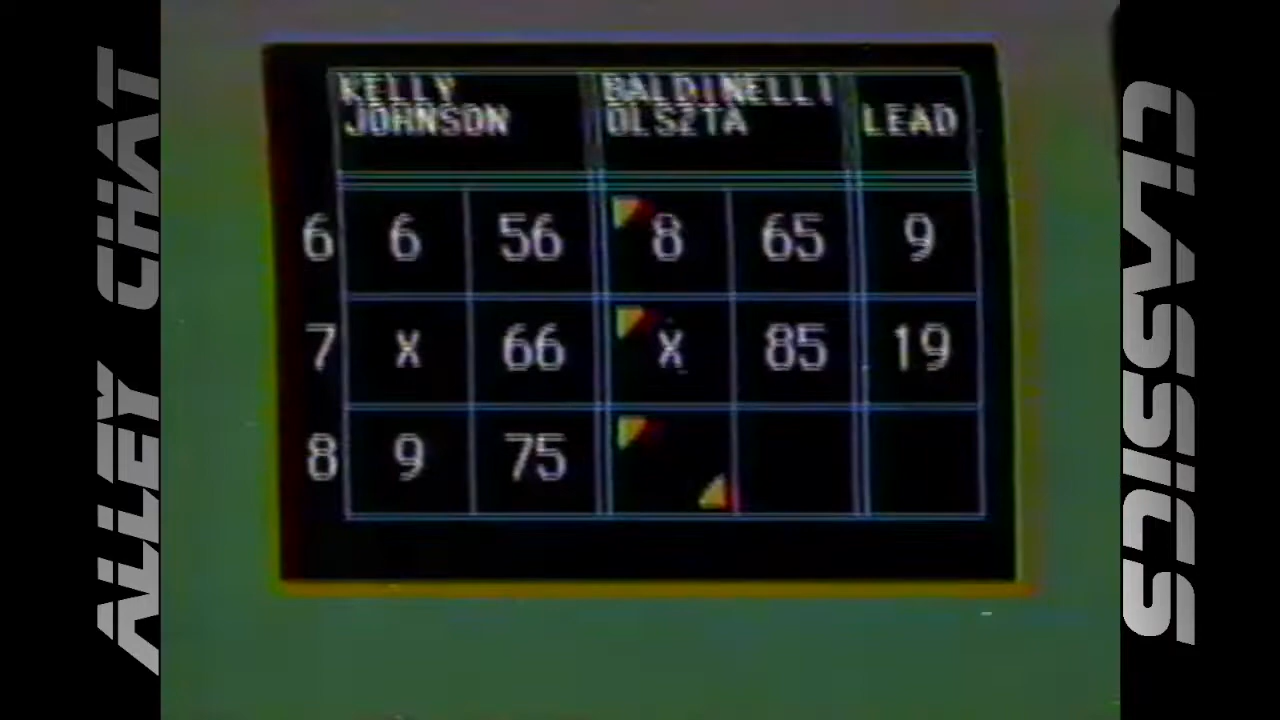 ALLEY CHAT
KELLY BALDINELLI
JOHNSON OLSZTA LEAD
6 6 56 8 65 9
7 X 66 X 85 19
8 9 75
CLASSICS